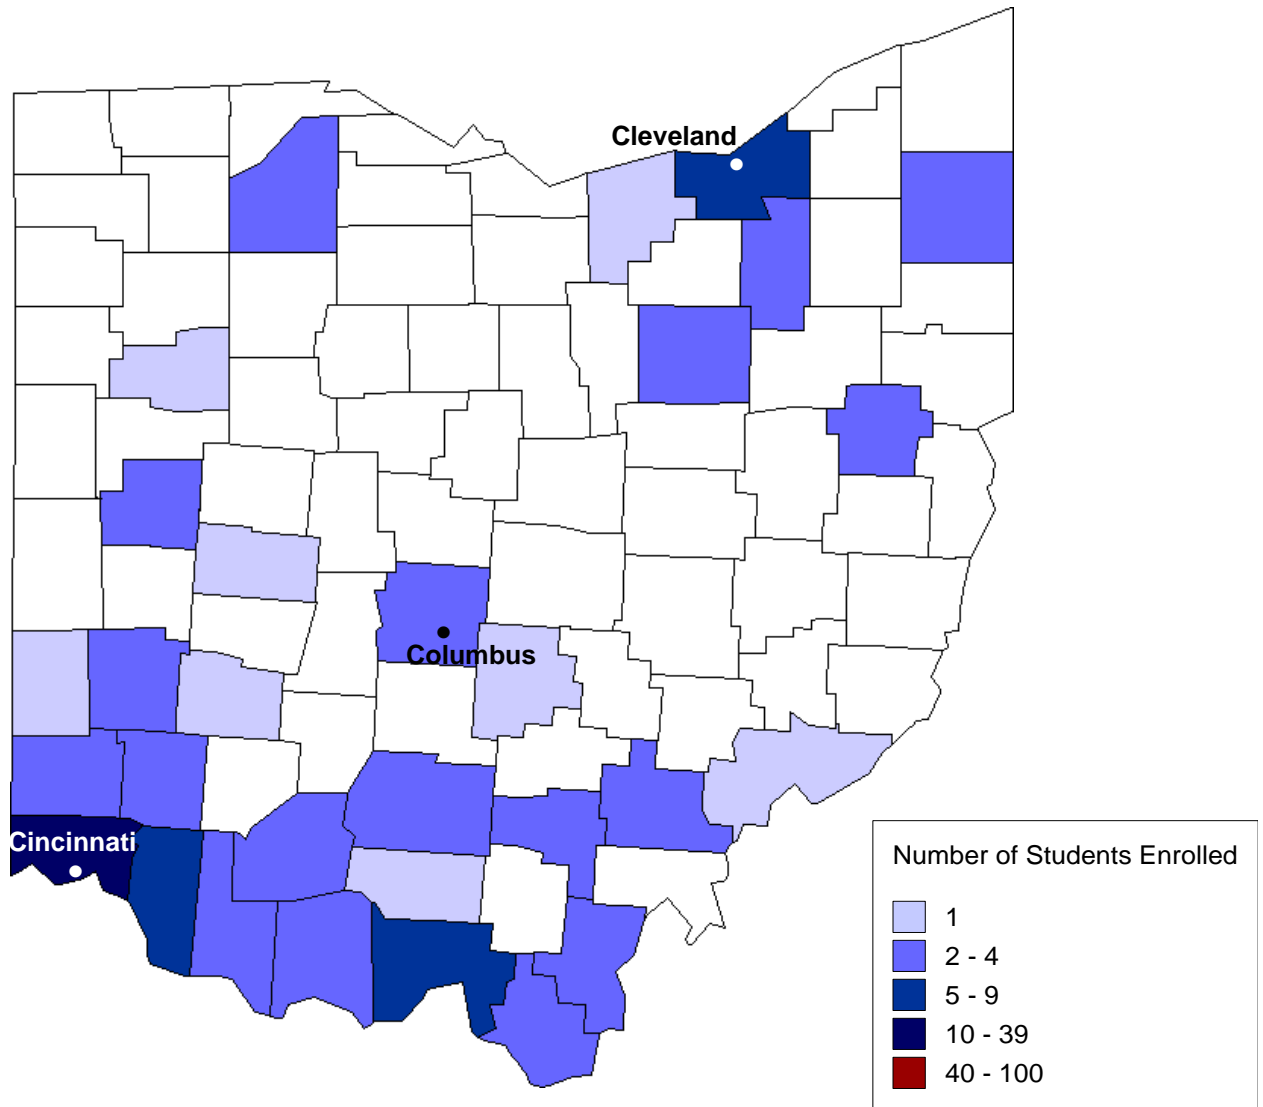 Cleveland
Columbus
Cincinnati
Number of Students Enrolled
1
2 - 4
5 - 9
10 - 39
40 - 100